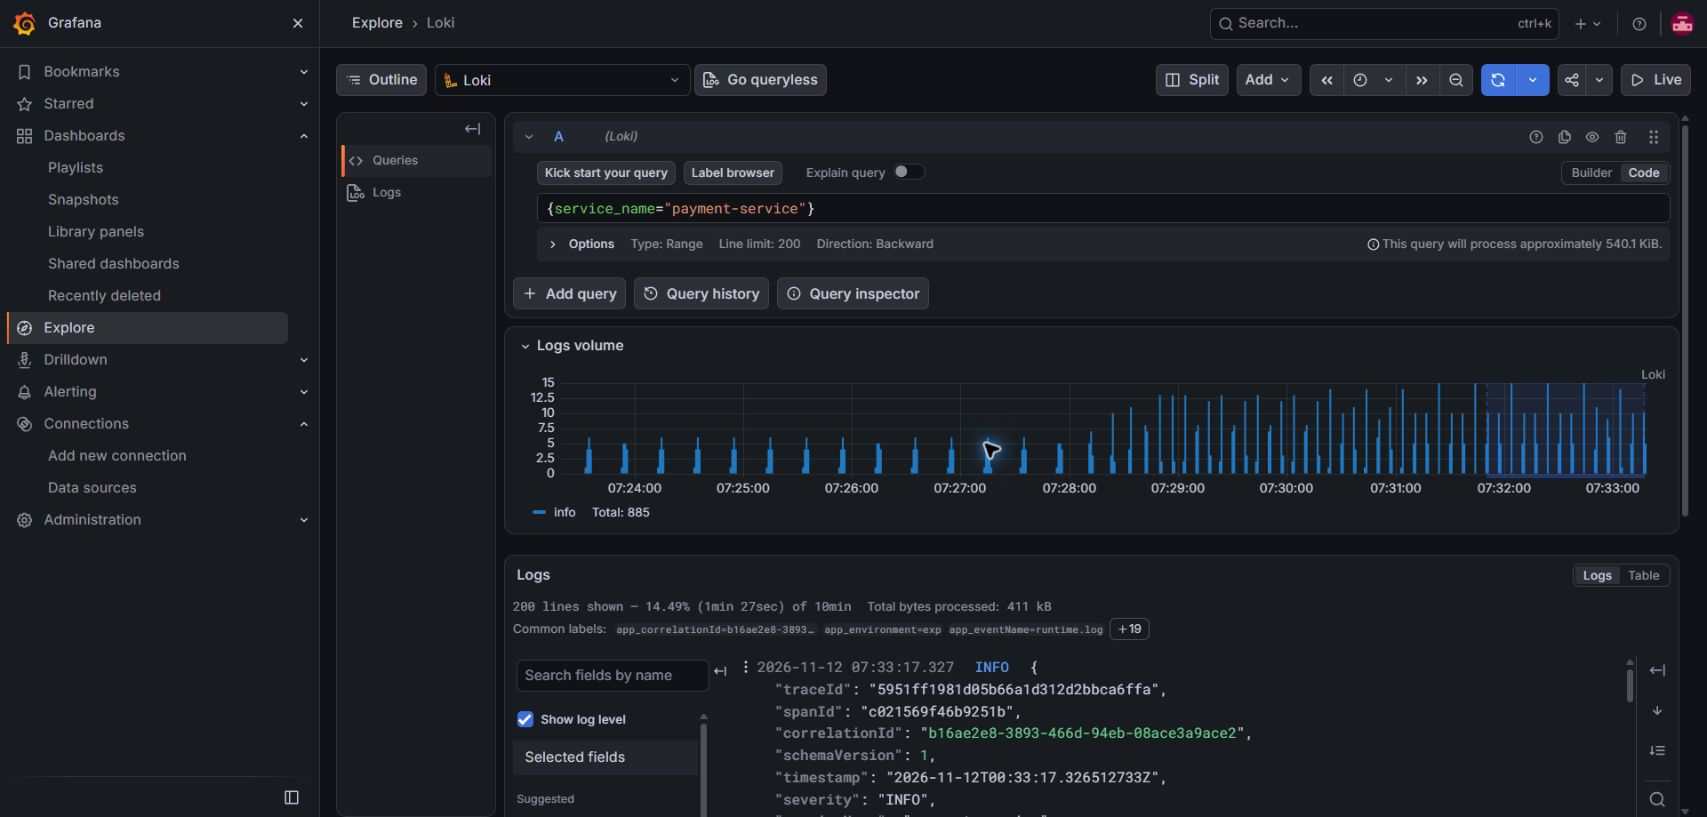 Grafana
Explore › Loki
Search...
ctrl+k
Bookmarks
Starred
Dashboards
Playlists
Snapshots
Library panels
Shared dashboards
Recently deleted
Explore
Drilldown
Alerting
Connections
Add new connection
Data sources
Administration
Outline
Loki
Go queryless
Split
Add
Live
Queries
Logs
A (Loki)
Kick start your query
Label browser
Explain query
Builder
Code
{service_name="payment-service"}
Options Type: Range Line limit: 200 Direction: Backward
This query will process approximately 540.1 KiB.
+ Add query
Query history
Query inspector
Logs volume
Loki
15
12.5
10
7.5
5
2.5
0
07:24:00 07:25:00 07:26:00 07:27:00 07:28:00 07:29:00 07:30:00 07:31:00 07:32:00 07:33:00
info Total: 885
Logs
Logs
Table
200 lines shown — 14.49% (1min 27sec) of 10min Total bytes processed: 411 kB
Common labels: app_correlationId=b16ae2e8-3893… app_environment=exp app_eventName=runtime.log +19
Search fields by name
Show log level
Selected fields
Suggested
2026-11-12 07:33:17.327 INFO {
"traceId": "5951ff1981d05b66a1d312d2bbca6ffa",
"spanId": "c021569f46b9251b",
"correlationId": "b16ae2e8-3893-466d-94eb-08ace3a9ace2",
"schemaVersion": 1,
"timestamp": "2026-11-12T00:33:17.326512733Z",
"severity": "INFO",